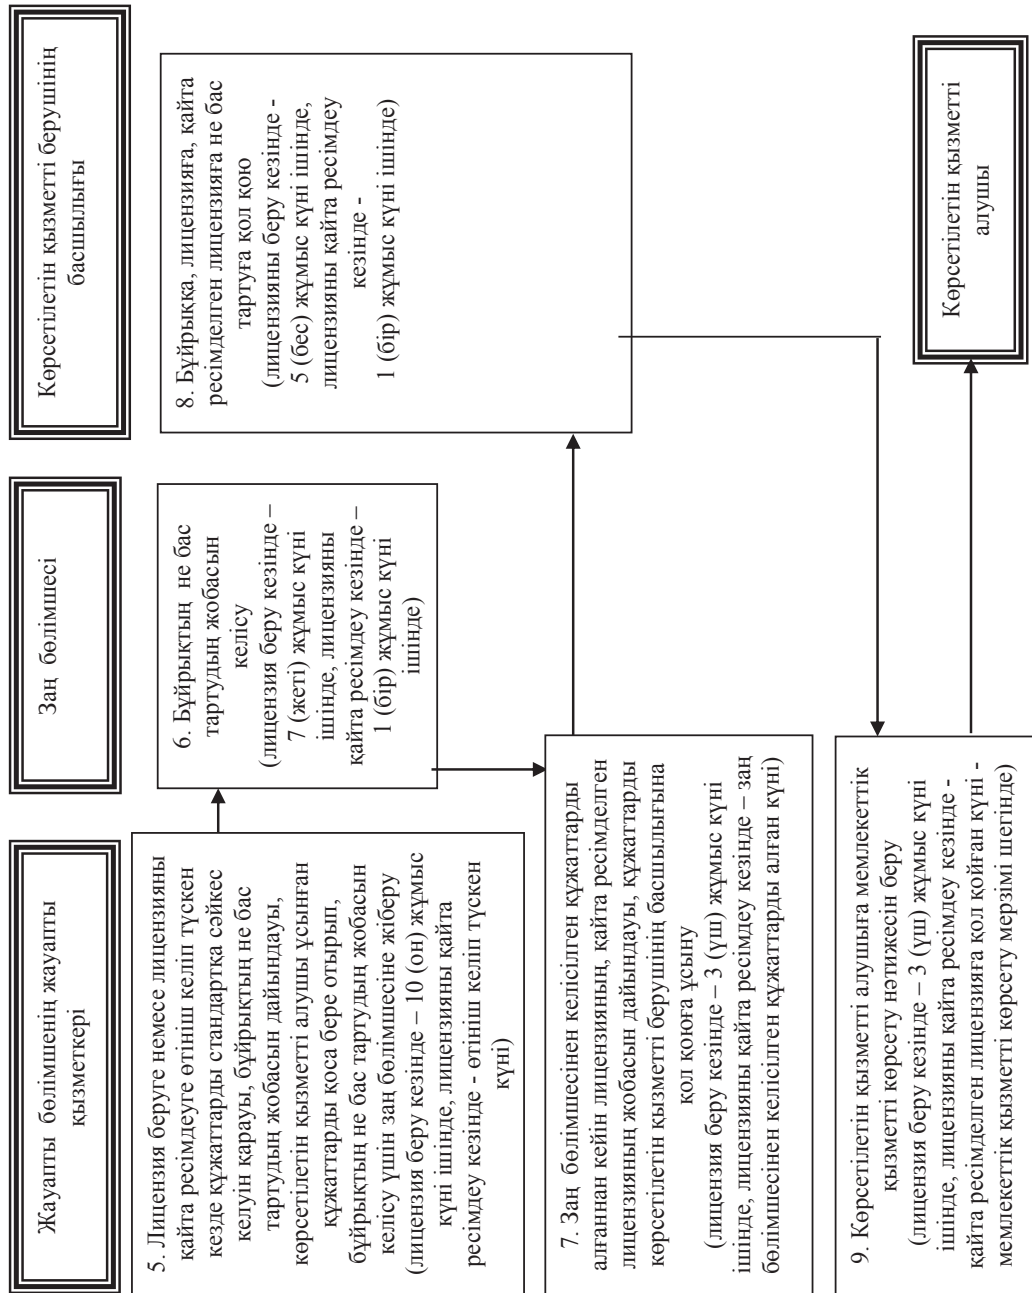 Жауапты бөлімшенің жауапты
қызметкері
Заң бөлімшесі
Көрсетілетін қызметті берушінің
басшылығы
5. Лицензия беруге немесе лицензияны
қайта ресімдеуге өтініш келіп түскен
кезде құжаттарды стандартқа сәйкес
келуін қарауы, бұйрықтың не бас
тартудың жобасын дайындауы,
көрсетілетін қызметті алушы ұсынған
құжаттарды қоса бере отырып,
бұйрықтың не бас тартудың жобасын
келісу үшін заң бөлімшесіне жіберу
(лицензия беру кезінде – 10 (он) жұмыс
күні ішінде, лицензияны қайта
ресімдеу кезінде - өтініш келіп түскен
күні)
6. Бұйрықтың не бас
тартудың жобасын
келісу
(лицензия беру кезінде –
7 (жеті) жұмыс күні
ішінде, лицензияны
қайта ресімдеу кезінде –
1 (бір) жұмыс күні
ішінде)
7. Заң бөлімшесінен келісілген құжаттарды
алғаннан кейін лицензияның, қайта ресімделген
лицензияның жобасын дайындауы, құжаттарды
көрсетілетін қызметті берушінің басшылығына
қол қоюға ұсыну
(лицензия беру кезінде – 3 (үш) жұмыс күні
ішінде, лицензияны қайта ресімдеу кезінде – заң
бөлімшесінен келісілген құжаттарды алған күні)
8. Бұйрыққа, лицензияға, қайта
ресімделген лицензияға не бас
тартуға қол қою
(лицензияны беру кезінде -
5 (бес) жұмыс күні ішінде,
лицензияны қайта ресімдеу
кезінде -
1 (бір) жұмыс күні ішінде)
9. Көрсетілетін қызметті алушыға мемлекеттік
қызметті көрсету нәтижесін беру
(лицензия беру кезінде – 3 (үш) жұмыс күні
ішінде, лицензияны қайта ресімдеу кезінде -
қайта ресімделген лицензияға қол қойған күні -
мемлекеттік қызметті көрсету мерзімі шегінде)
Көрсетілетін қызметті
алушы